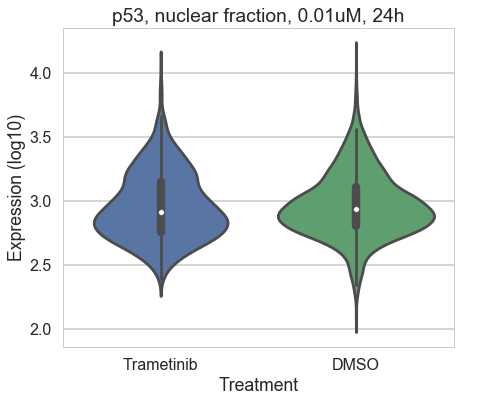 p53, nuclear fraction, 0.01uM, 24h
Expression (log10)
4.0
3.5
3.0
2.5
2.0
Trametinib DMSO
Treatment